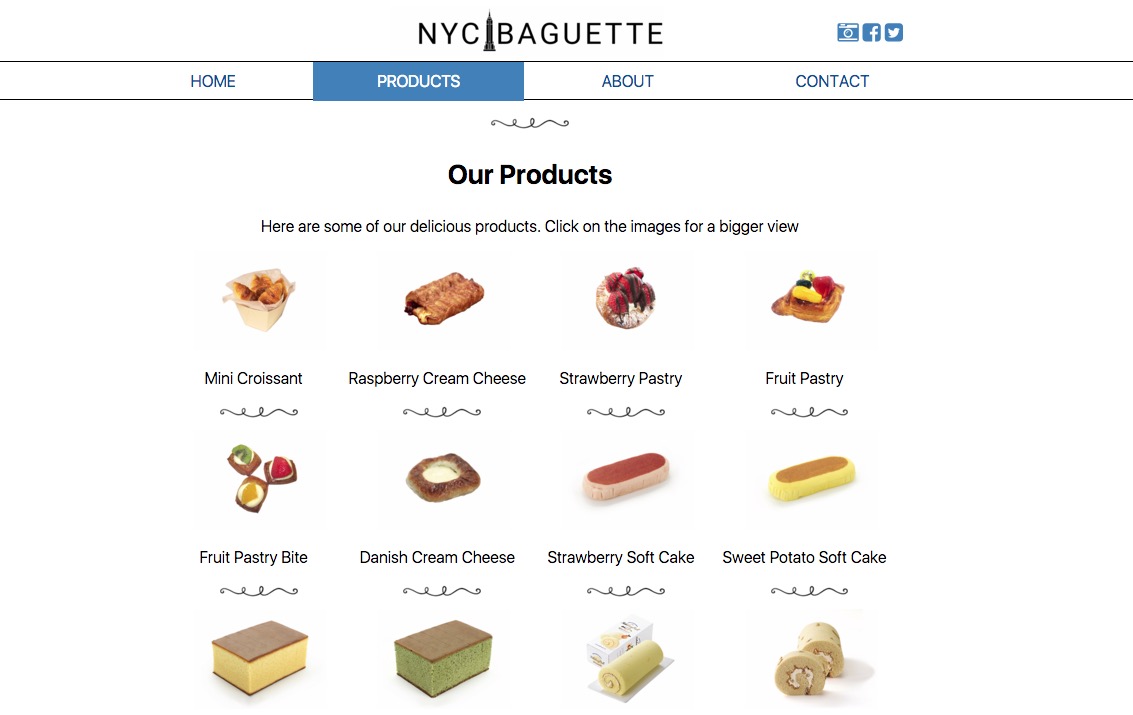 NYC BAGUETTE
HOME PRODUCTS ABOUT CONTACT
Our Products
Here are some of our delicious products. Click on the images for a bigger view
Mini Croissant Raspberry Cream Cheese Strawberry Pastry Fruit Pastry
Fruit Pastry Bite Danish Cream Cheese Strawberry Soft Cake Sweet Potato Soft Cake